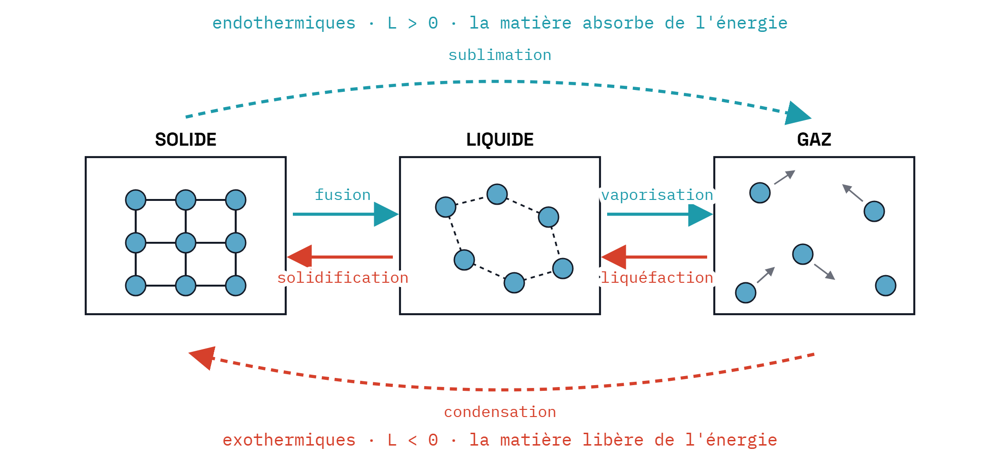 endothermiques · L > 0 · la matière absorbe de l'énergie
sublimation
SOLIDE
LIQUIDE
GAZ
fusion
vaporisation
solidification
liquéfaction
condensation
exothermiques · L < 0 · la matière libère de l'énergie